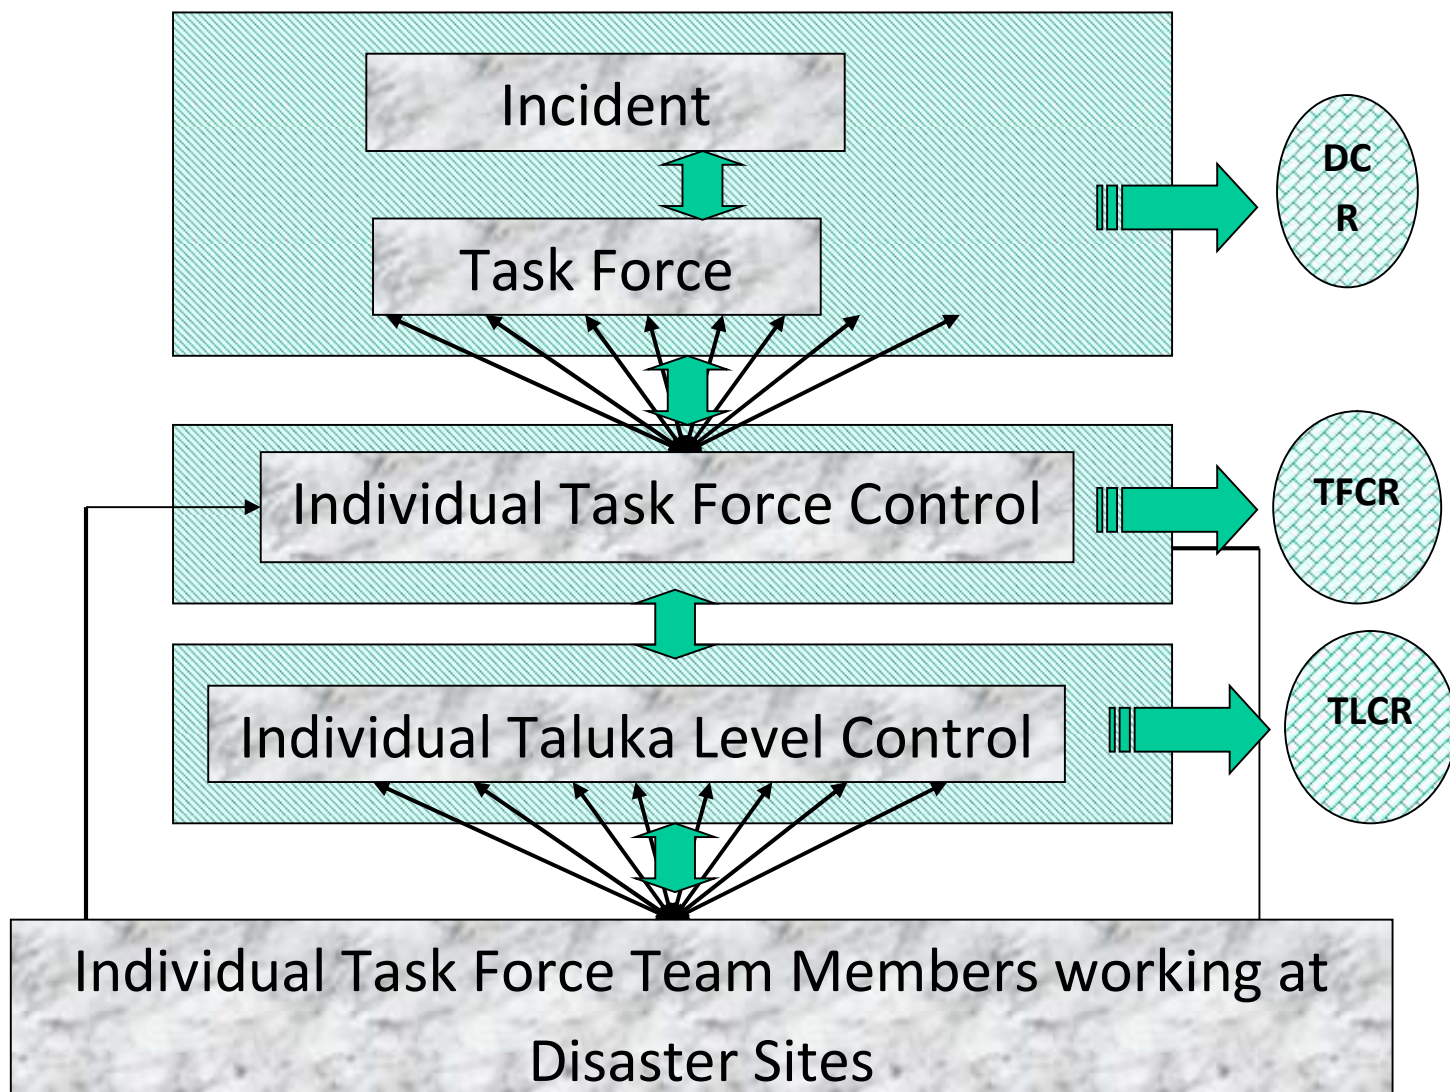 Incident
DC
R
Task Force
Individual Task Force Control
TFCR
Individual Taluka Level Control
TLCR
Individual Task Force Team Members working at
Disaster Sites